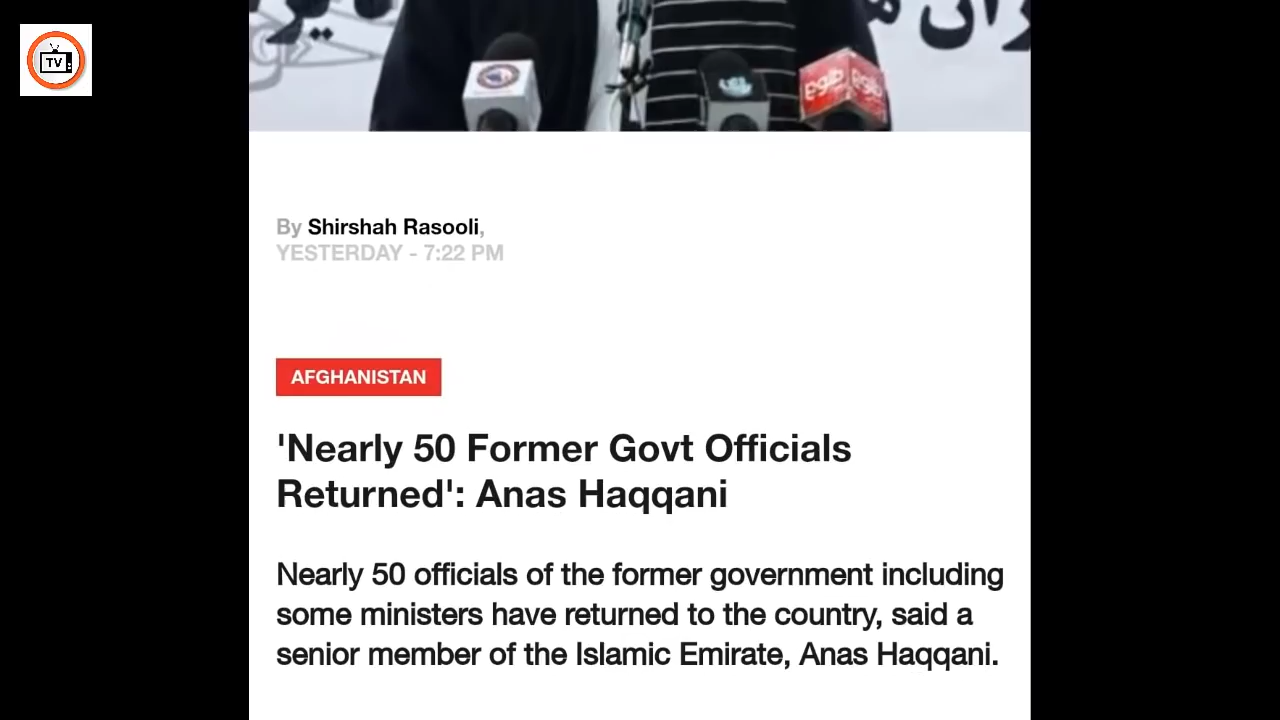 TV
By Shirshah Rasooli,
YESTERDAY - 7:22 PM
AFGHANISTAN
'Nearly 50 Former Govt Officials
Returned': Anas Haqqani
Nearly 50 officials of the former government including
some ministers have returned to the country, said a
senior member of the Islamic Emirate, Anas Haqqani.